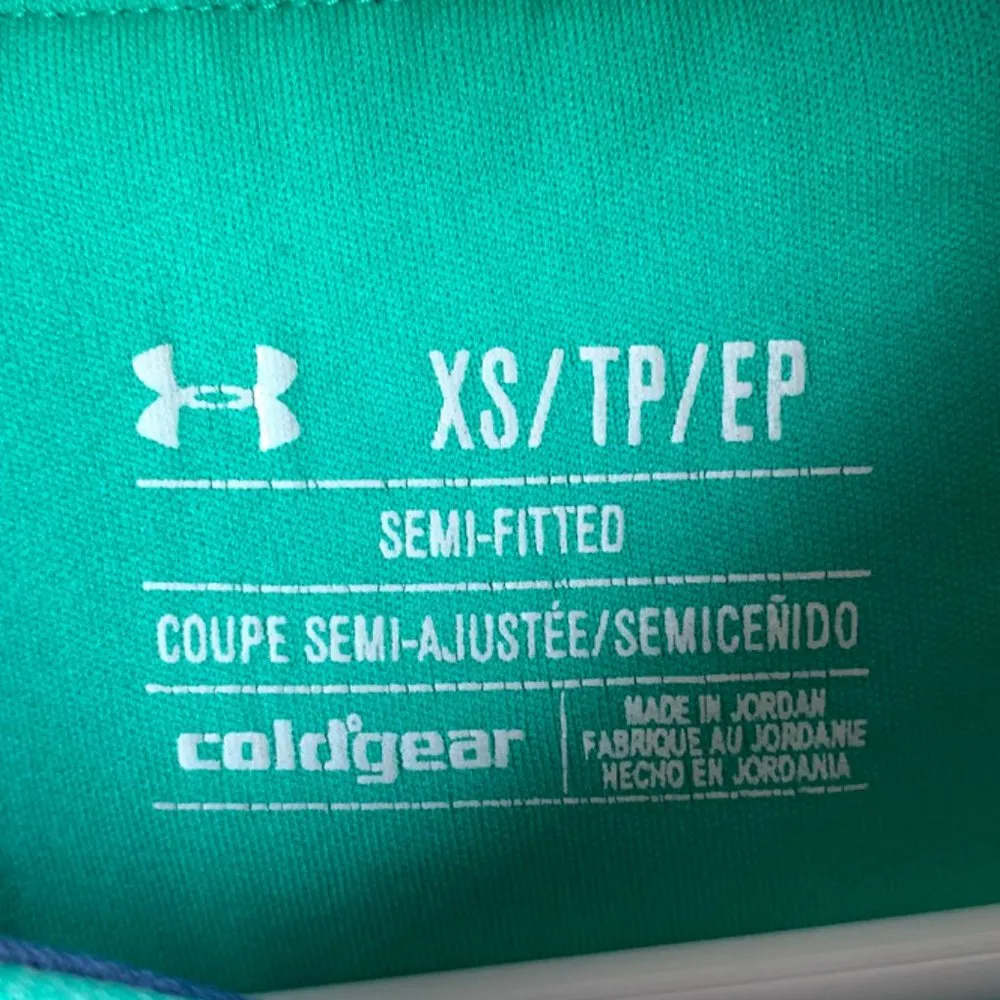 XS/TP/EP
SEMI-FITTED
COUPE SEMI-AJUSTÉE/SEMICEÑIDO
coldgear
MADE IN JORDAN
FABRIQUE AU JORDANIE
HECHO EN JORDANIA